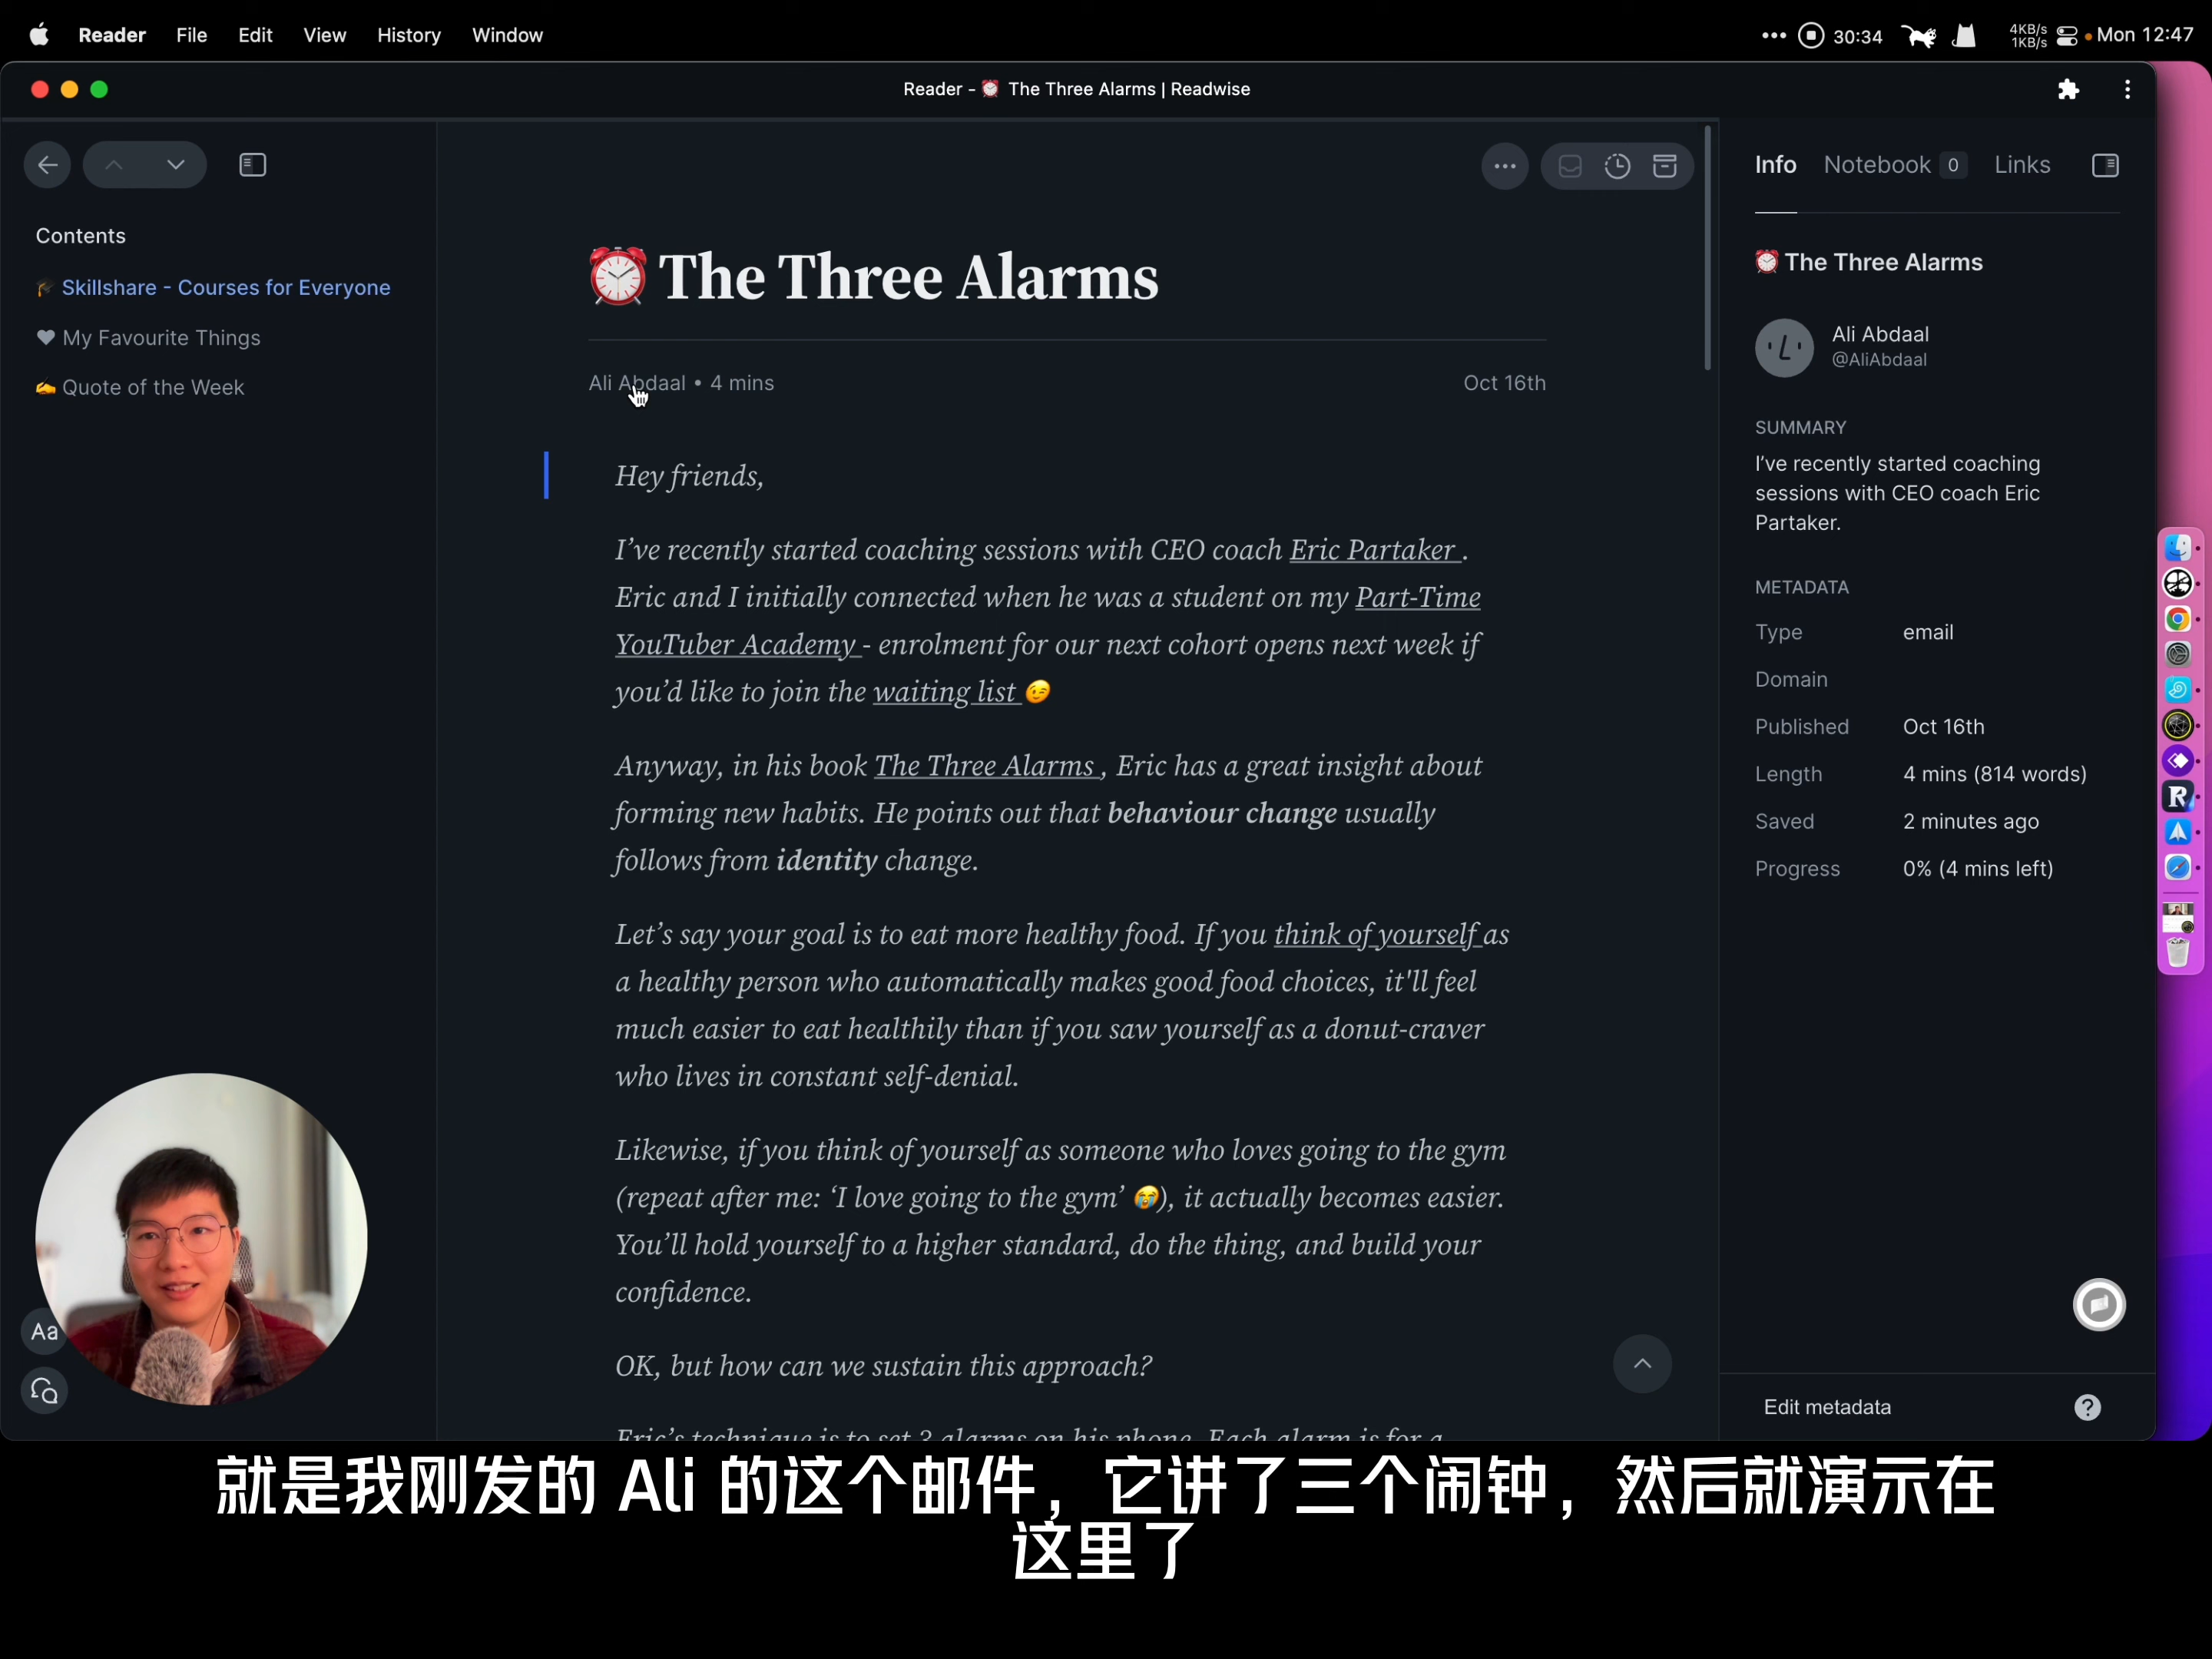 Reader File Edit View History Window
30:34
4KB/s
1KB/s
Mon 12:47
Reader - ⏰ The Three Alarms | Readwise
Contents
🎓 Skillshare - Courses for Everyone
🖤 My Favourite Things
✍️ Quote of the Week
⏰ The Three Alarms
Ali Abdaal • 4 mins
Oct 16th
Hey friends,
I’ve recently started coaching sessions with CEO coach Eric Partaker .
Eric and I initially connected when he was a student on my Part-Time
YouTuber Academy - enrolment for our next cohort opens next week if
you’d like to join the waiting list 😉
Anyway, in his book The Three Alarms , Eric has a great insight about
forming new habits. He points out that behaviour change usually
follows from identity change.
Let’s say your goal is to eat more healthy food. If you think of yourself as
a healthy person who automatically makes good food choices, it'll feel
much easier to eat healthily than if you saw yourself as a donut-craver
who lives in constant self-denial.
Likewise, if you think of yourself as someone who loves going to the gym
(repeat after me: ‘I love going to the gym’ 😭), it actually becomes easier.
You’ll hold yourself to a higher standard, do the thing, and build your
confidence.
OK, but how can we sustain this approach?
Eric’s technique is to set 3 alarms on his phone. Each alarm is for a
Info Notebook 0 Links
⏰ The Three Alarms
Ali Abdaal
@AliAbdaal
SUMMARY
I’ve recently started coaching
sessions with CEO coach Eric
Partaker.
METADATA
Type email
Domain
Published Oct 16th
Length 4 mins (814 words)
Saved 2 minutes ago
Progress 0% (4 mins left)
Edit metadata
?
Aa
R
就是我刚发的 Ali 的这个邮件，它讲了三个闹钟，然后就演示在
这里了